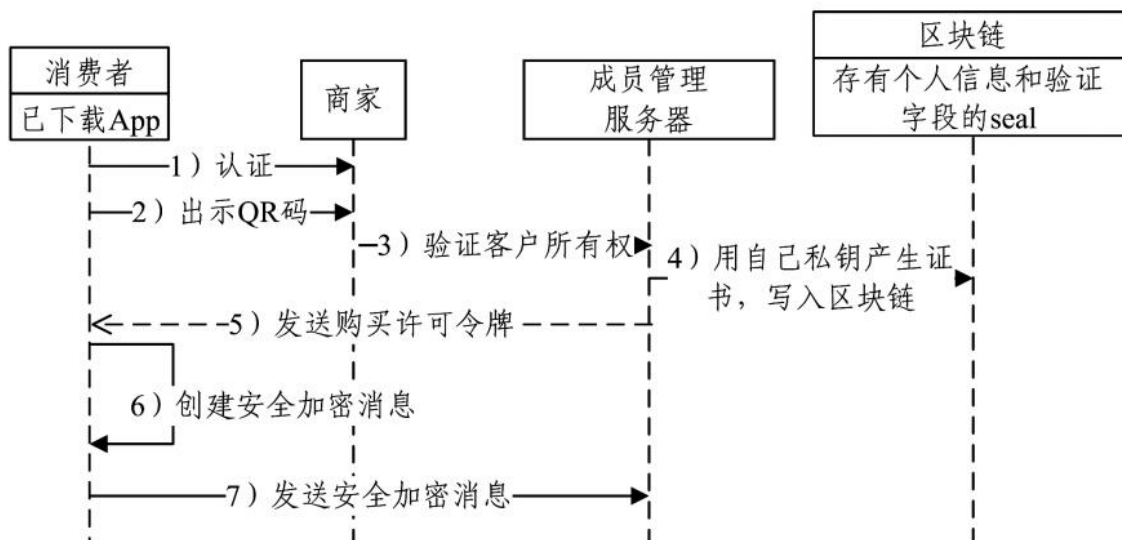 消费者
已下载App
商家
成员管理
服务器
区块链
存有个人信息和验证
字段的seal
1）认证
2）出示QR码
3）验证客户所有权
4）用自己私钥产生证
书，写入区块链
5）发送购买许可令牌
6）创建安全加密消息
7）发送安全加密消息